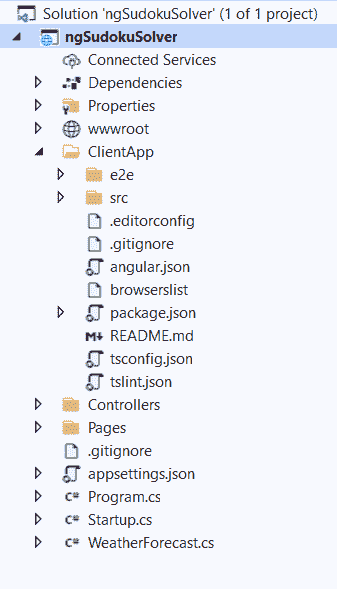 Solution 'ngSudokuSolver' (1 of 1 project)
ngSudokuSolver
Connected Services
Dependencies
Properties
wwwroot
ClientApp
e2e
src
.editorconfig
.gitignore
angular.json
browserslist
package.json
README.md
tsconfig.json
tslint.json
Controllers
Pages
.gitignore
appsettings.json
C# Program.cs
C# Startup.cs
C# WeatherForecast.cs